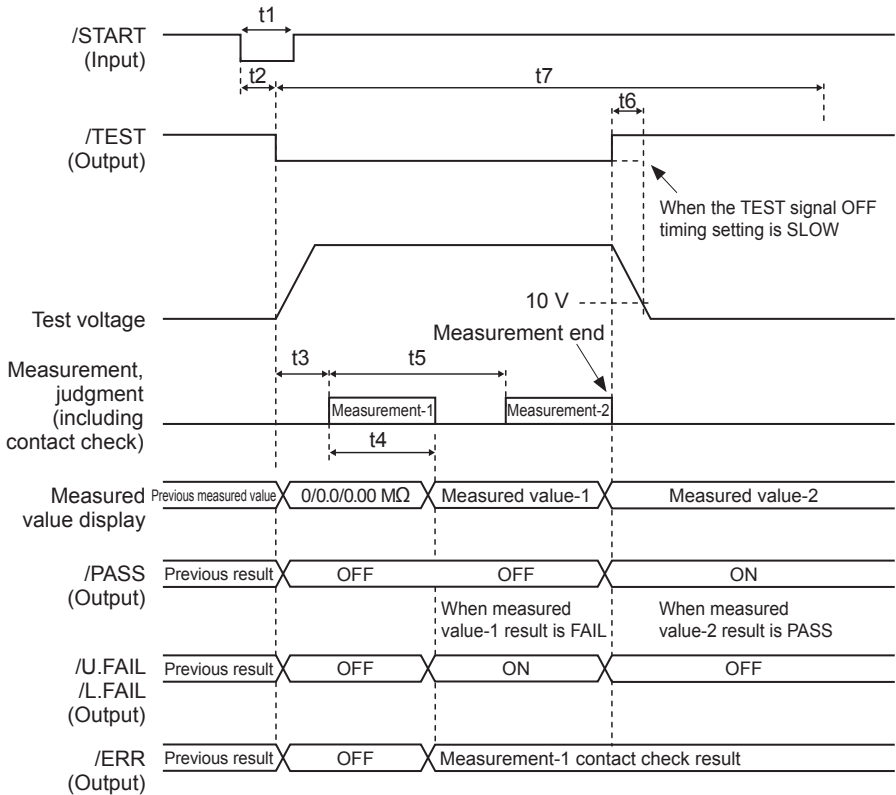 t1
/START
(Input)
t2
t7
t6
/TEST
(Output)
When the TEST signal OFF
timing setting is SLOW
10 V
Test voltage
Measurement end
Measurement,
judgment
(including
contact check)
t3
t5
Measurement-1
Measurement-2
t4
Measured
value display
Previous measured value
0/0.0/0.00 MΩ
Measured value-1
Measured value-2
/PASS
(Output)
Previous result
OFF
OFF
ON
When measured
value-1 result is FAIL
When measured
value-2 result is PASS
/U.FAIL
/L.FAIL
(Output)
Previous result
OFF
ON
OFF
/ERR
(Output)
Previous result
OFF
Measurement-1 contact check result